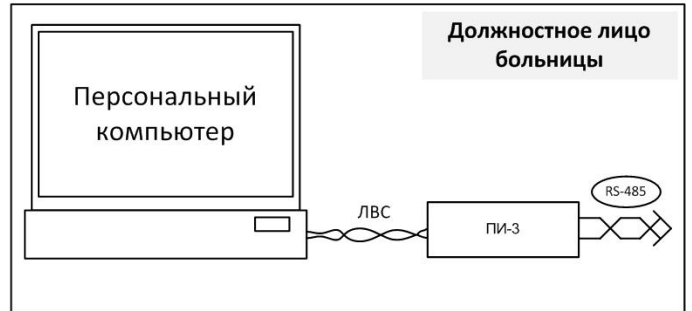 Должностное лицо
больницы
Персональный
компьютер
RS-485
ЛВС
ПИ-3